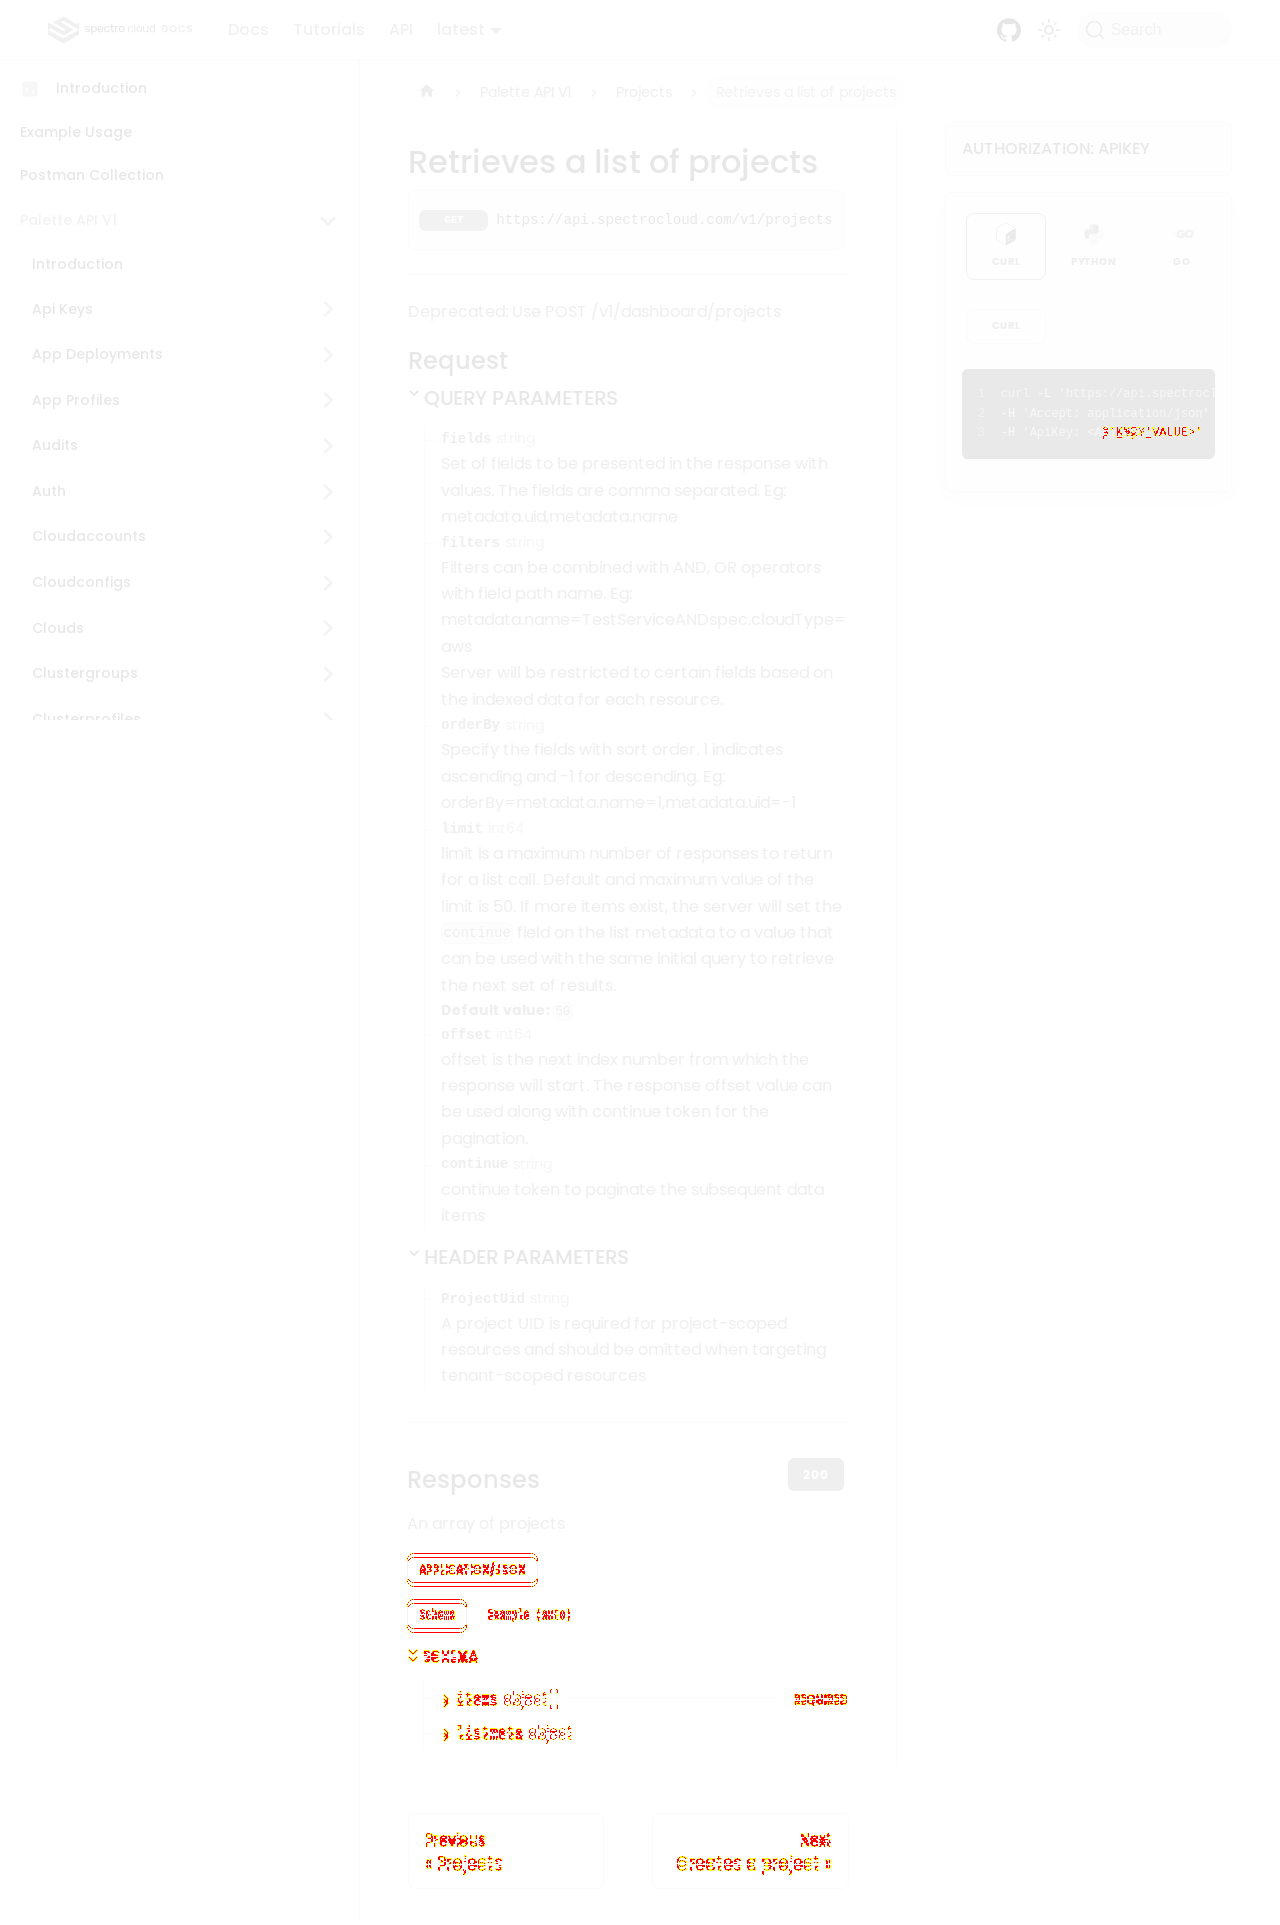 spectro cloud DOCS
Docs
Tutorials
API
latest
Search
Introduction
Example Usage
Postman Collection
Palette API V1
Introduction
Api Keys
App Deployments
App Profiles
Audits
Auth
Cloudaccounts
Cloudconfigs
Clouds
Clustergroups
Clusterprofiles
Palette API V1
Projects
Retrieves a list of projects
Retrieves a list of projects
GET https://api.spectrocloud.com/v1/projects
Deprecated: Use POST /v1/dashboard/projects
Request
QUERY PARAMETERS
fields string
Set of fields to be presented in the response with
values. The fields are comma separated. Eg:
metadata.uid,metadata.name
filters string
Filters can be combined with AND, OR operators
with field path name. Eg:
metadata.name=TestServiceANDspec.cloudType=
aws
Server will be restricted to certain fields based on
the indexed data for each resource.
orderBy string
Specify the fields with sort order. 1 indicates
ascending and -1 for descending. Eg:
orderBy=metadata.name=1,metadata.uid=-1
limit int64
limit is a maximum number of responses to return
for a list call. Default and maximum value of the
limit is 50. If more items exist, the server will set the
continue field on the list metadata to a value that
can be used with the same initial query to retrieve
the next set of results.
Default value: 50
offset int64
offset is the next index number from which the
response will start. The response offset value can
be used along with continue token for the
pagination.
continue string
continue token to paginate the subsequent data
items
HEADER PARAMETERS
ProjectUid string
A project UID is required for project-scoped
resources and should be omitted when targeting
tenant-scoped resources
Responses
200
An array of projects
APPLICATION/JSON
Schema
Example (auto)
SCHEMA
items object[]
REQUIRED
listmeta object
Previous
« Projects
Next
Creates a project »
AUTHORIZATION: APIKEY
CURL
PYTHON
GO
CURL
1 curl -L 'https://api.spectrocl
2 -H 'Accept: application/json'
3 -H 'ApiKey: